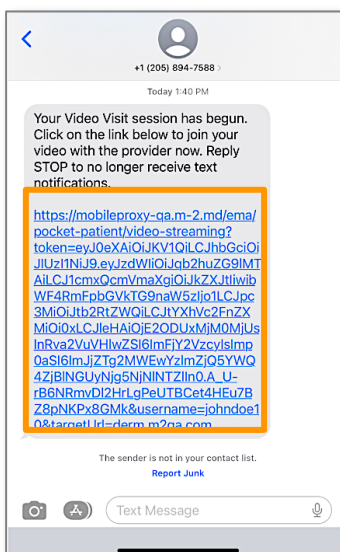 +1 (205) 894-7588 >
Today 1:40 PM
Your Video Visit session has begun.
Click on the link below to join your
video with the provider now. Reply
STOP to no longer receive text
notifications.
https://mobileproxy-qa.m-2.md/ema/
pocket-patient/video-streaming?
token=eyJ0eXAiOiJKV1QiLCJhbGciOi
JIUzI1NiJ9.eyJzdWIiOiJqb2huZG9lMT
AiLCJ1cmxQcmVmaXgiOiJkZXJtIiwib
WF4RmFpbGVkTG9naW5zIjo1LCJpc
3MiOiJtb2RtZWQiLCJtYXhVc2FnZX
MiOi0xLCJleHAiOjE2ODUxMjM0MjUs
InRva2VuVHlwZSI6ImFjY2VzcyIsImp
0aSI6ImJjZTg2MWEwYzlmZjQ5YWQ
4ZjBlNGUyNjg5NjNlNTZlIn0.A_U-
rB6NRmvDl2HrLgPeUTBCet4HEu7B
Z8pNKPx8GMk&username=johndoe1
0&targetUrl=derm.m2qa.com
The sender is not in your contact list.
Report Junk
Text Message